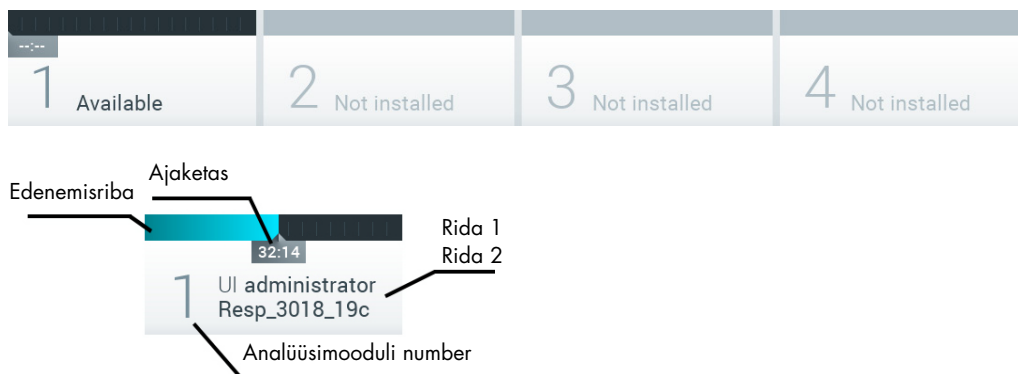 --:--
1 Available
2 Not installed
3 Not installed
4 Not installed
Ajaketas
Edenemisriba
Rida 1
32:14
Rida 2
1 UI administrator
Resp_3018_19c
Analüüsimooduli number